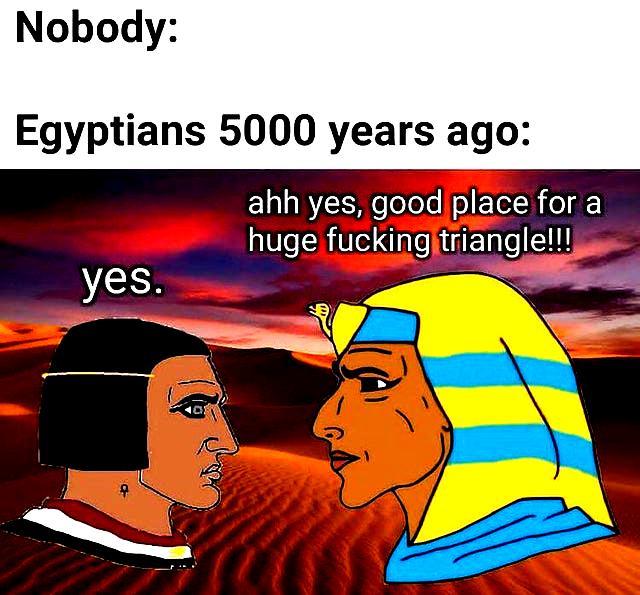 Nobody:
Egyptians 5000 years ago:
ahh yes, good place for a
huge fucking triangle!!!
yes.